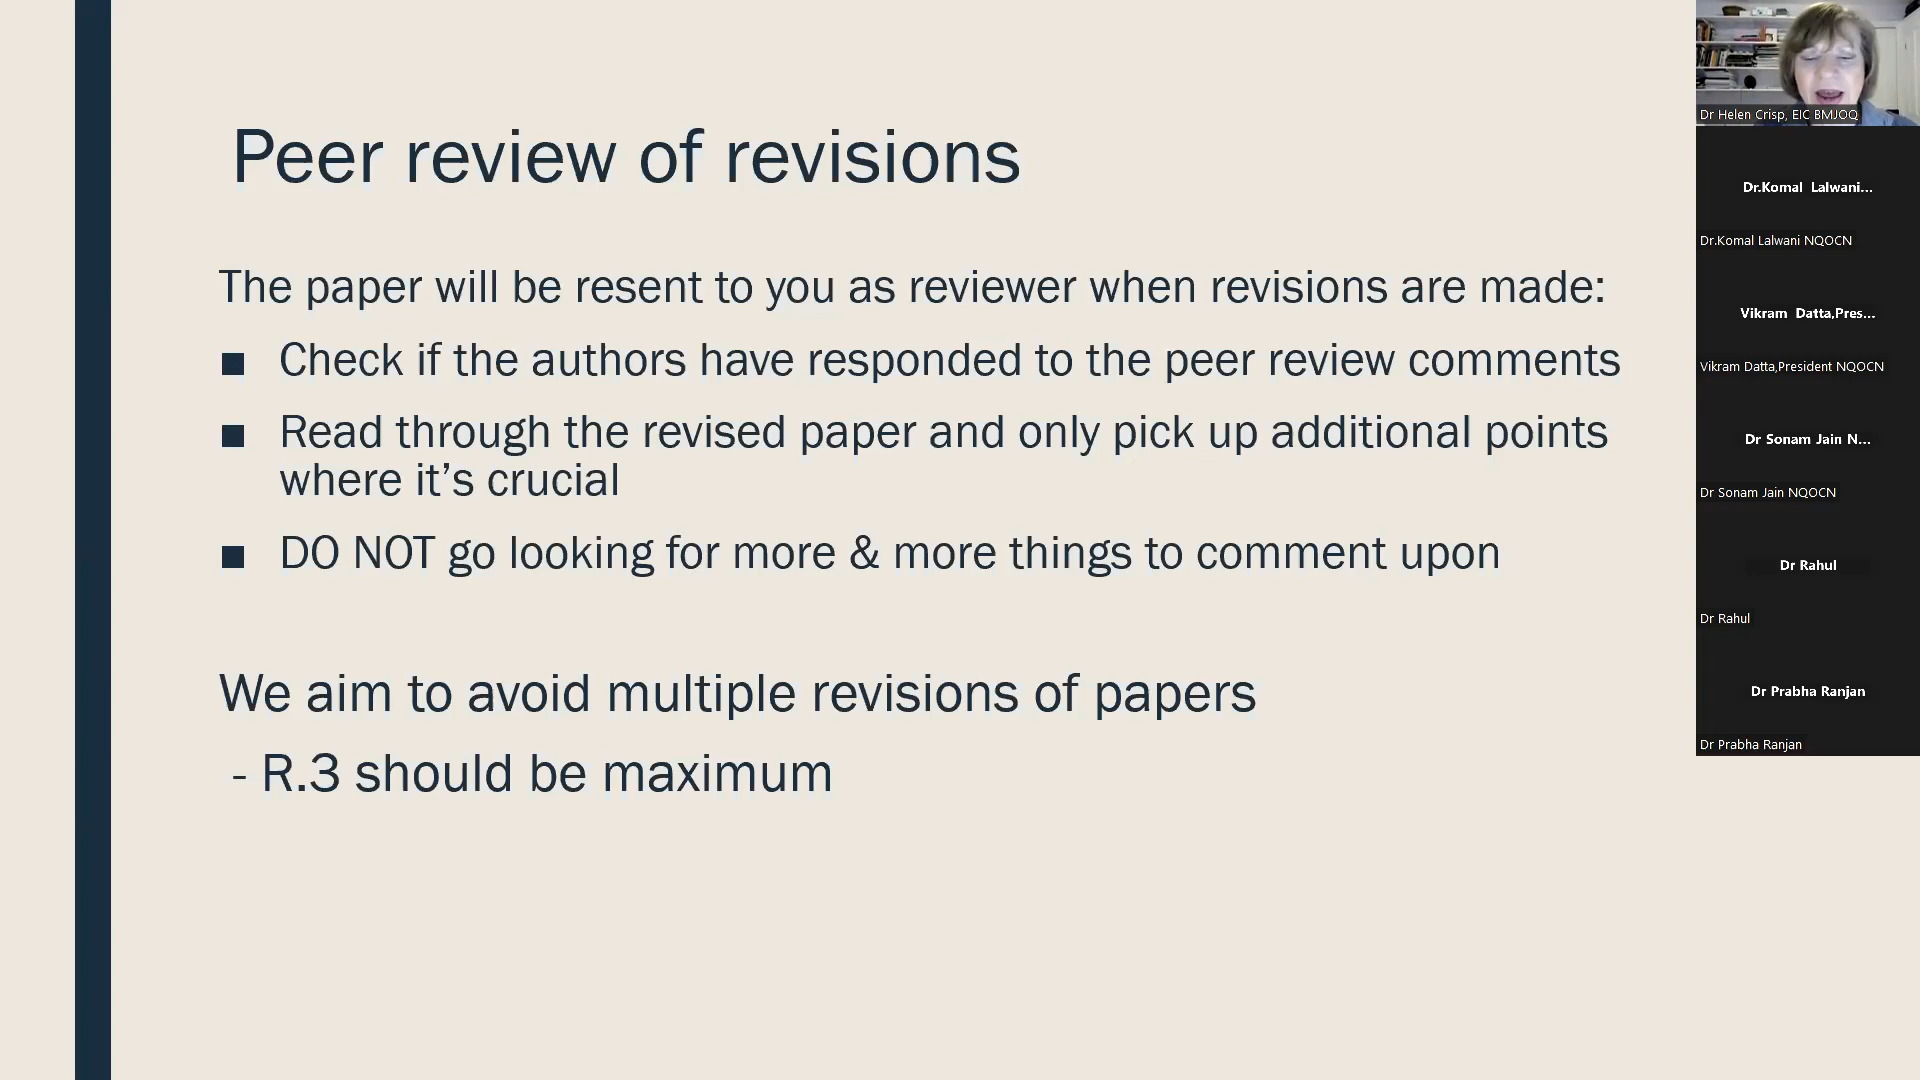 Peer review of revisions
The paper will be resent to you as reviewer when revisions are made:
■ Check if the authors have responded to the peer review comments
■ Read through the revised paper and only pick up additional points
where it’s crucial
■ DO NOT go looking for more & more things to comment upon
We aim to avoid multiple revisions of papers
- R.3 should be maximum
Dr Helen Crisp, EIC BMJOQ
Dr.Komal Lalwani...
Dr.Komal Lalwani NQOCN
Vikram Datta,Pres...
Vikram Datta,President NQOCN
Dr Sonam Jain N...
Dr Sonam Jain NQOCN
Dr Rahul
Dr Rahul
Dr Prabha Ranjan
Dr Prabha Ranjan